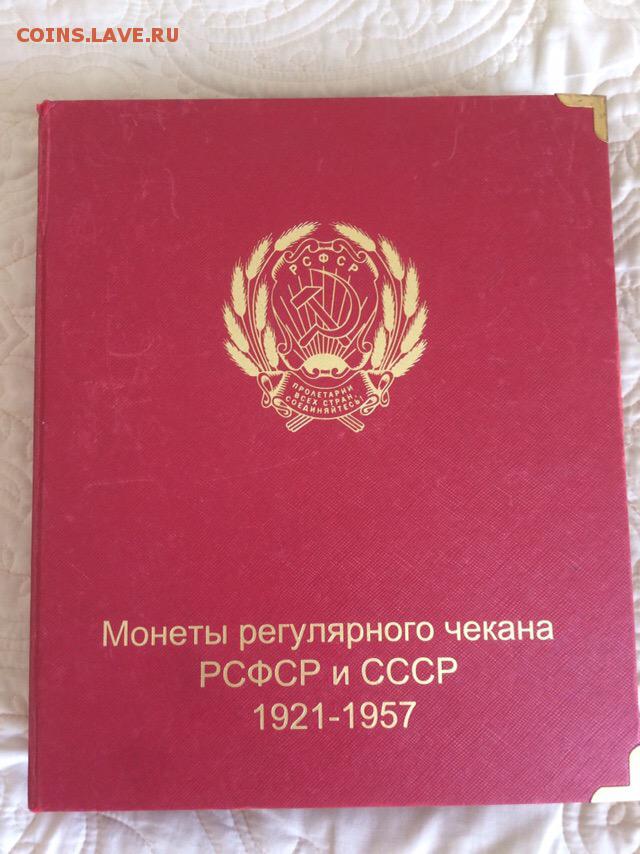 COINS.LAVE.RU
РСФСР
ПРОЛЕТАРИИ
ВСЕХ СТРАН,
СОЕДИНЯЙТЕСЬ!
Монеты регулярного чекана
РСФСР и СССР
1921-1957